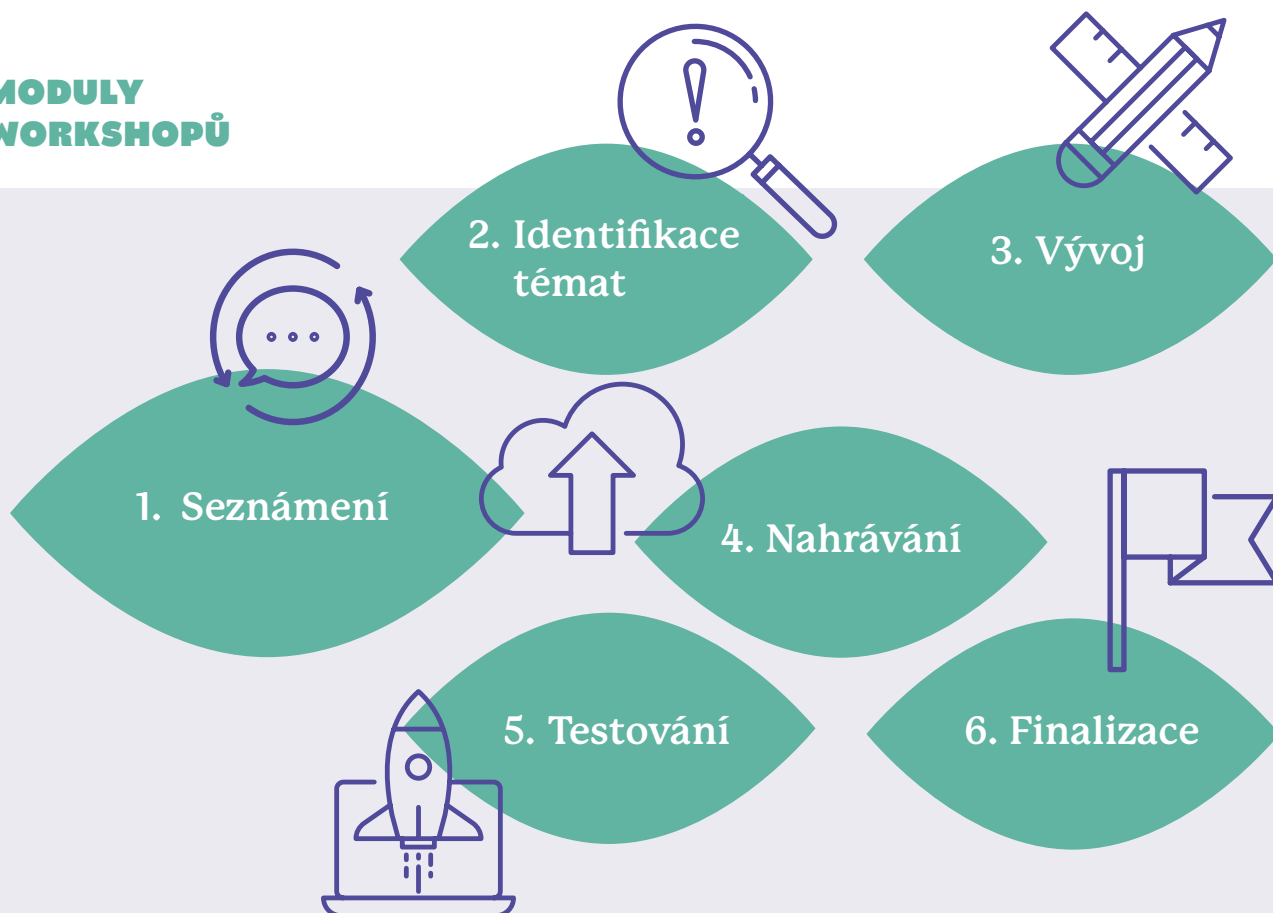 MODULY
WORKSHOPŮ
2. Identifikace
témat
3. Vývoj
1. Seznámení
4. Nahrávání
5. Testování
6. Finalizace